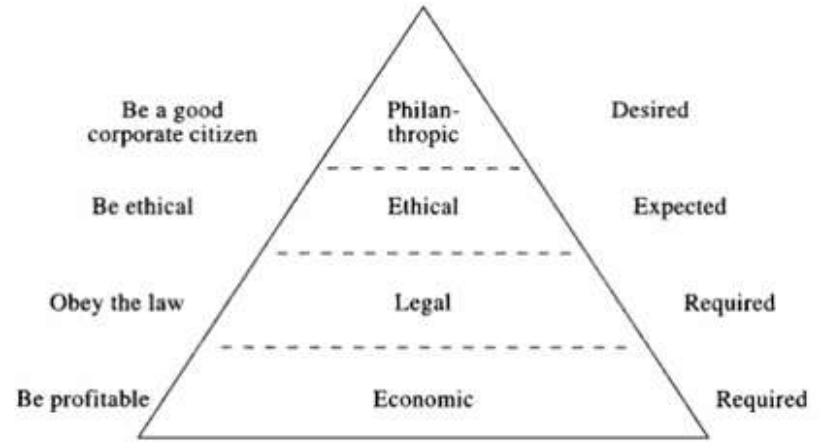 Be a good
corporate citizen
Philan-
thropic
Desired
Be ethical
Ethical
Expected
Obey the law
Legal
Required
Be profitable
Economic
Required